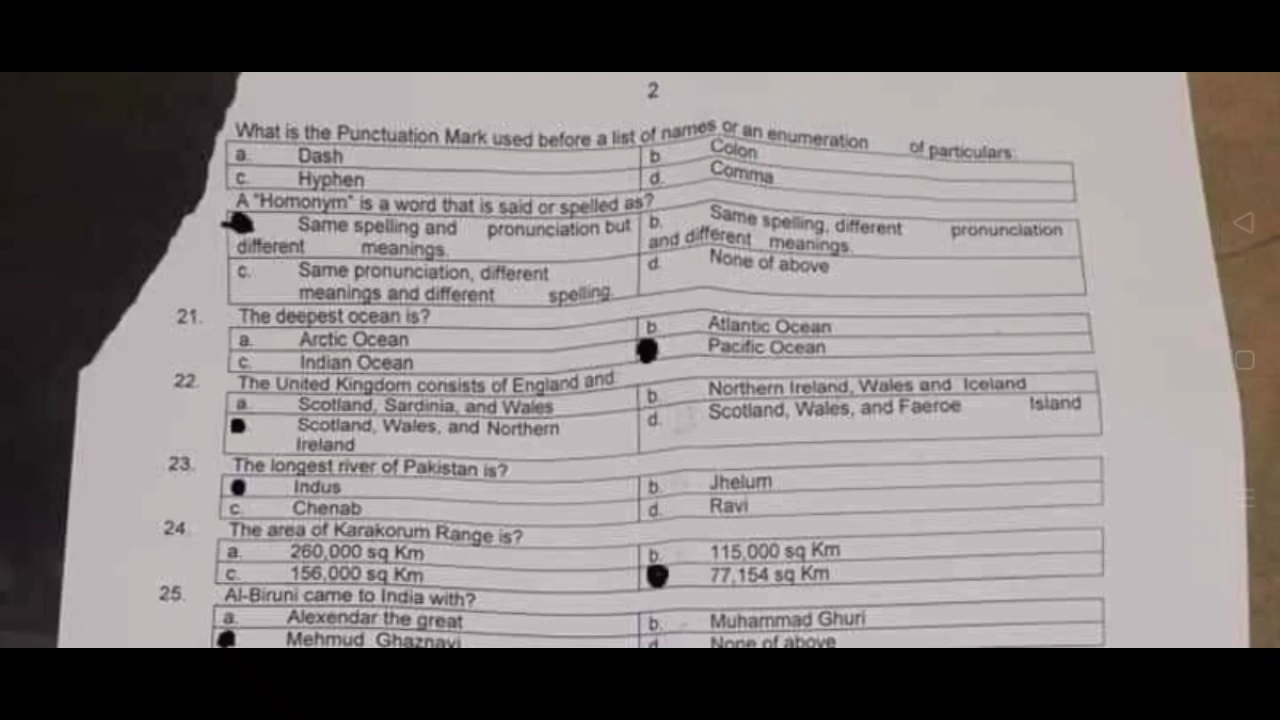 2
What is the Punctuation Mark used before a list of names or an enumeration of particulars:
a. Dash b. Colon
c. Hyphen d. Comma
A "Homonym" is a word that is said or spelled as?
Same spelling and pronunciation but different meanings. b. Same spelling, different pronunciation and different meanings.
c. Same pronunciation, different meanings and different spelling. d. None of above
21. The deepest ocean is?
a. Arctic Ocean b. Atlantic Ocean
c. Indian Ocean Pacific Ocean
22. The United Kingdom consists of England and
a. Scotland, Sardinia, and Wales b. Northern Ireland, Wales and Iceland
Scotland, Wales, and Northern Ireland d. Scotland, Wales, and Faeroe Island
23. The longest river of Pakistan is?
Indus b. Jhelum
c. Chenab d. Ravi
24. The area of Karakorum Range is?
a. 260,000 sq Km b. 115,000 sq Km
c. 156,000 sq Km 77,154 sq Km
25. Al-Biruni came to India with?
a. Alexendar the great b. Muhammad Ghuri
Mehmud Ghaznavi d. None of above